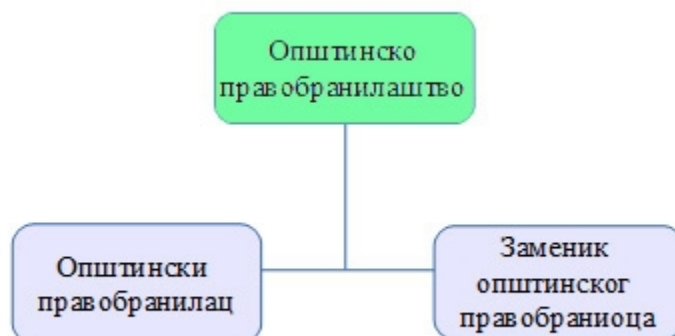 Општинско
правобранилаштво
Општински
правобранилац
Заменик
општинског
правобраниоца